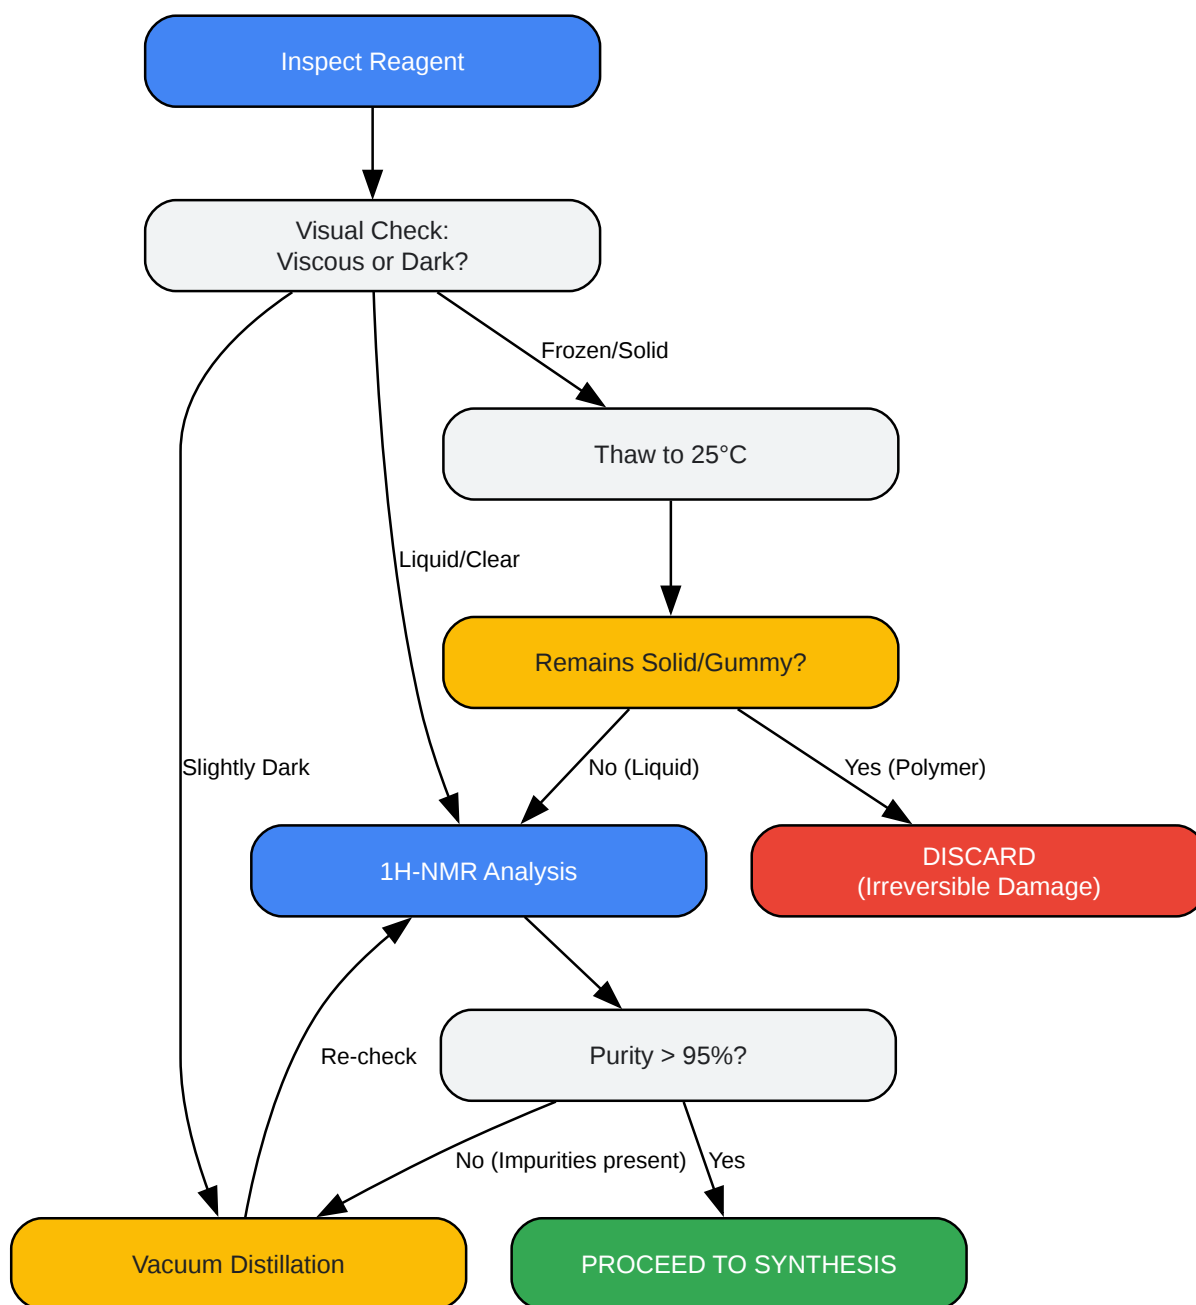 Inspect Reagent
Visual Check:
Viscous or Dark?
Frozen/Solid
Thaw to 25°C
Liquid/Clear
Remains Solid/Gummy?
Slightly Dark
No (Liquid)
Yes (Polymer)
1H-NMR Analysis
DISCARD
(Irreversible Damage)
Re-check
Purity > 95%?
No (Impurities present)
Yes
Vacuum Distillation
PROCEED TO SYNTHESIS